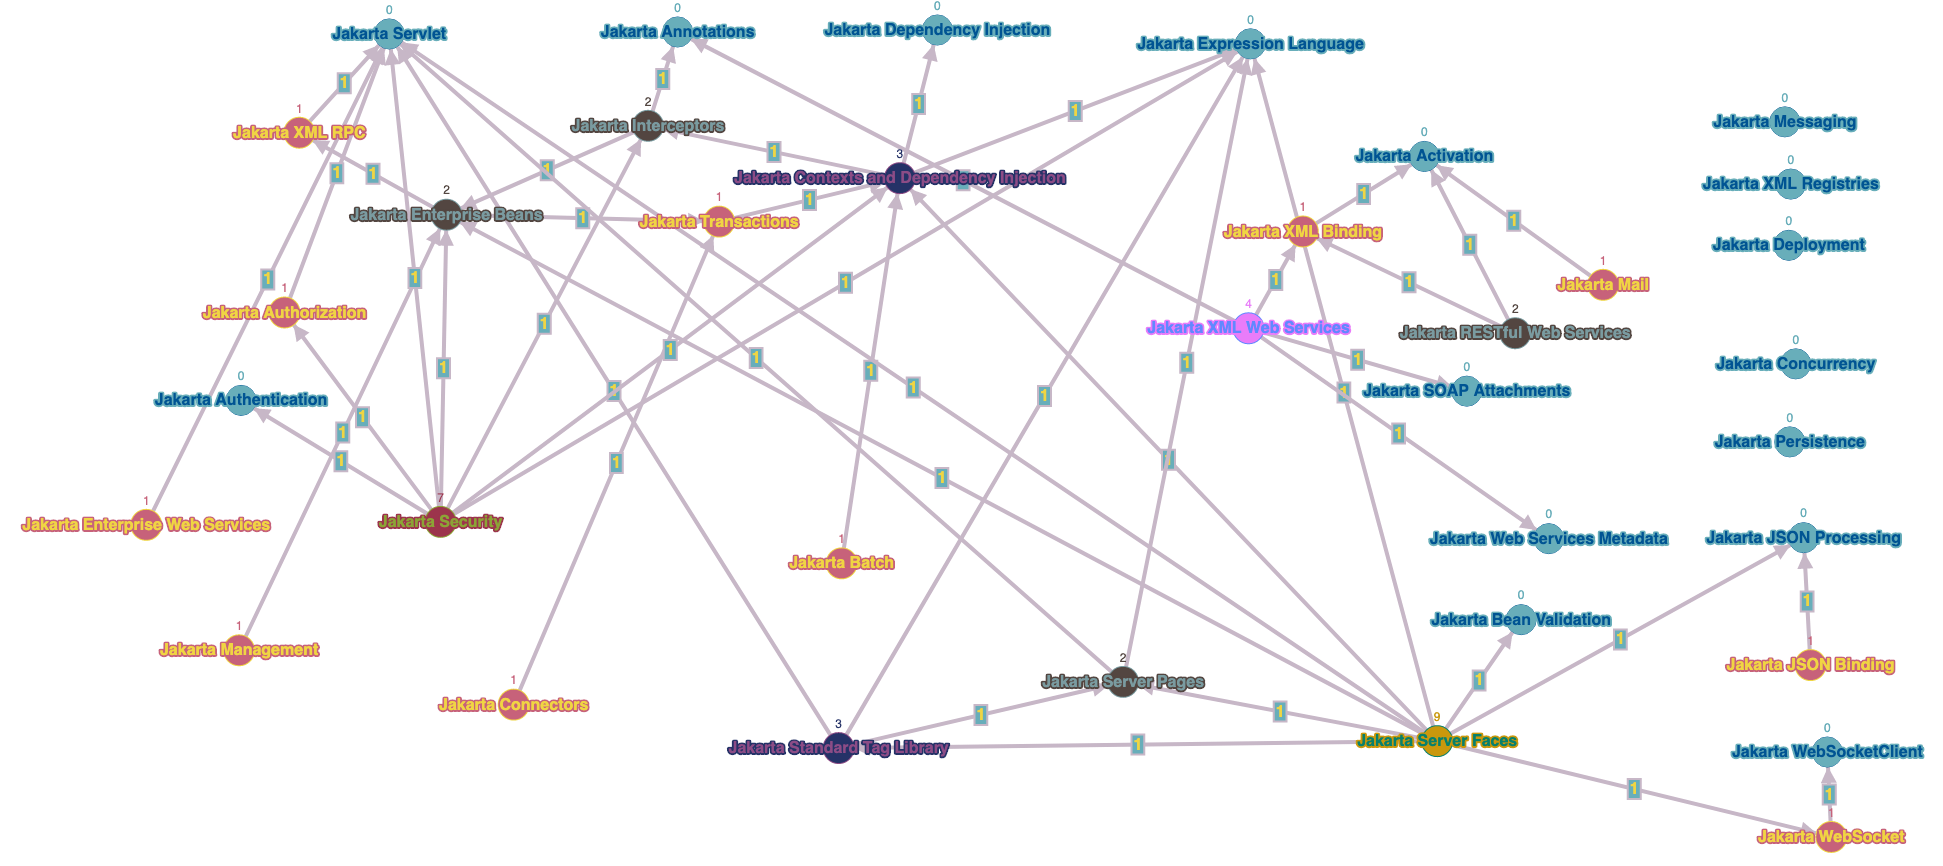 0
Jakarta Servlet
0
Jakarta Annotations
0
Jakarta Dependency Injection
0
Jakarta Expression Language
1
1
1
1
0
Jakarta Messaging
1
Jakarta XML RPC
2
Jakarta Interceptors
0
Jakarta Activation
1
1
1
1
3
Jakarta Contexts and Dependency Injection
1
0
Jakarta XML Registries
2
Jakarta Enterprise Beans
1
1
Jakarta Transactions
1
1
1
Jakarta XML Binding
1
0
Jakarta Deployment
1
1
1
1
1
1
1
Jakarta Mail
1
Jakarta Authorization
1
4
Jakarta XML Web Services
2
Jakarta RESTful Web Services
1
1
1
1
1
0
Jakarta Concurrency
1
1
1
1
1
0
Jakarta SOAP Attachments
0
Jakarta Authentication
1
1
1
1
0
Jakarta Persistence
1
1
1
1
7
Jakarta Security
1
Jakarta Enterprise Web Services
0
Jakarta Web Services Metadata
0
Jakarta JSON Processing
1
Jakarta Batch
1
0
Jakarta Bean Validation
1
1
Jakarta Management
1
Jakarta JSON Binding
2
Jakarta Server Pages
1
1
Jakarta Connectors
1
1
3
Jakarta Standard Tag Library
1
9
Jakarta Server Faces
0
Jakarta WebSocketClient
1
1
1
Jakarta WebSocket